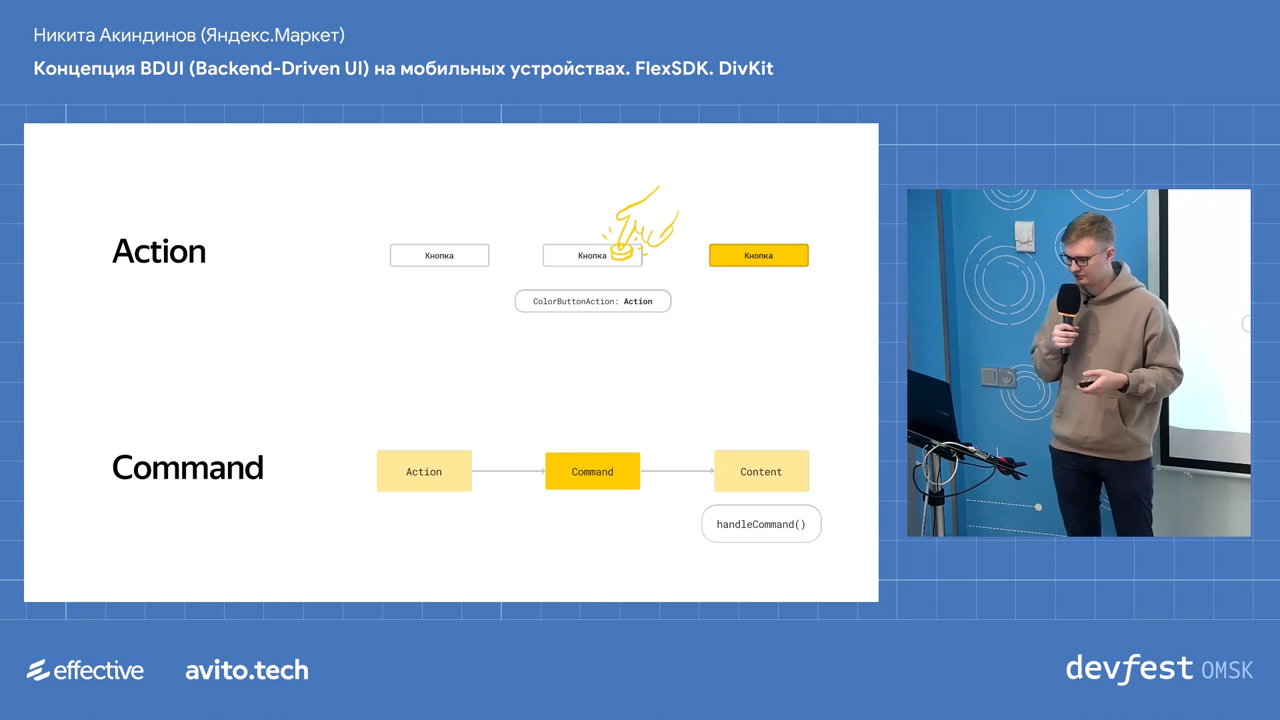 Никита Акиндинов (Яндекс.Маркет)
Концепция BDUI (Backend-Driven UI) на мобильных устройствах. FlexSDK. DivKit
Action
Кнопка
Кнопка
Кнопка
ColorButtonAction: Action
Command
Action
Command
Content
handleCommand()
effective
avito.tech
devfest OMSK